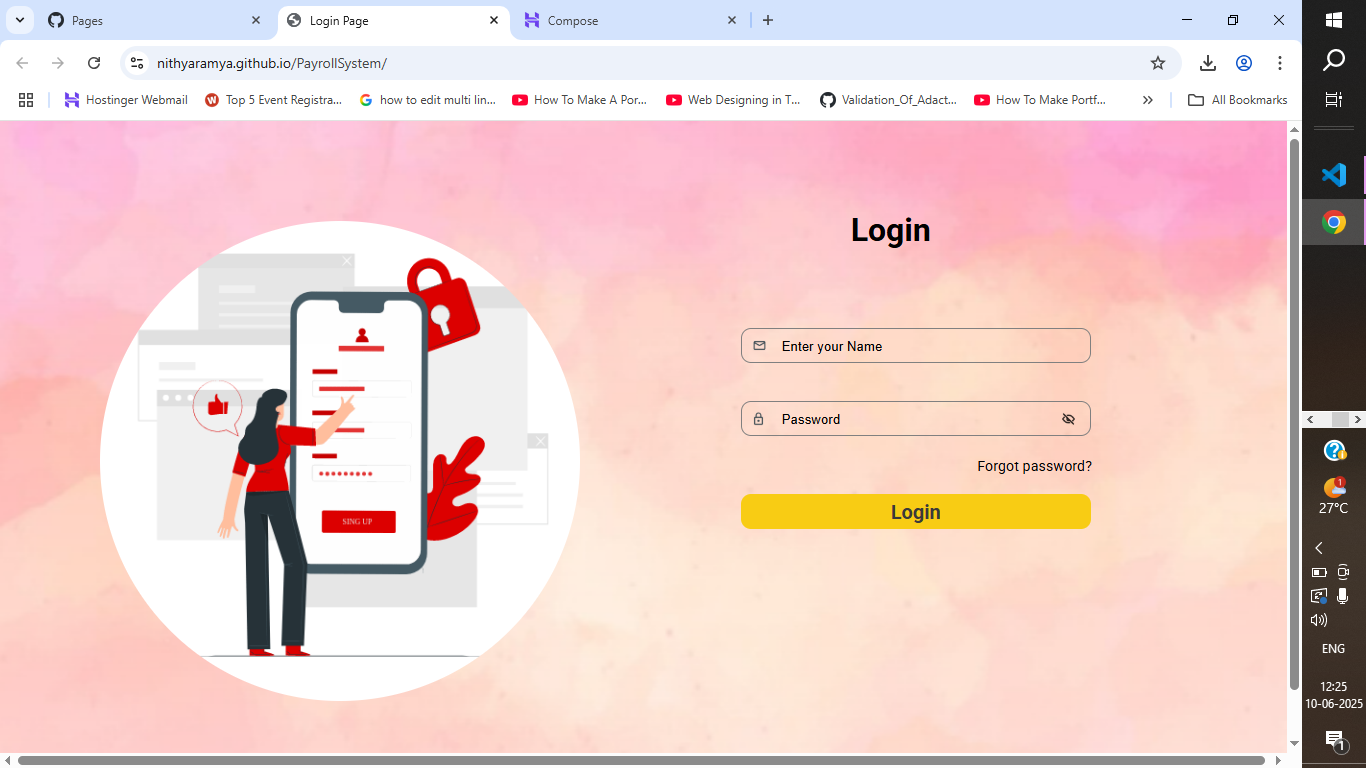 Pages
Login Page
Compose
nithyaramya.github.io/PayrollSystem/
Hostinger Webmail
Top 5 Event Registra...
how to edit multi lin...
How To Make A Por...
Web Designing in T...
Validation_Of_Adact...
How To Make Portf...
All Bookmarks
Login
Enter your Name
Password
Forgot password?
Login
SING UP
1
27°C
ENG
12:25
10-06-2025
1